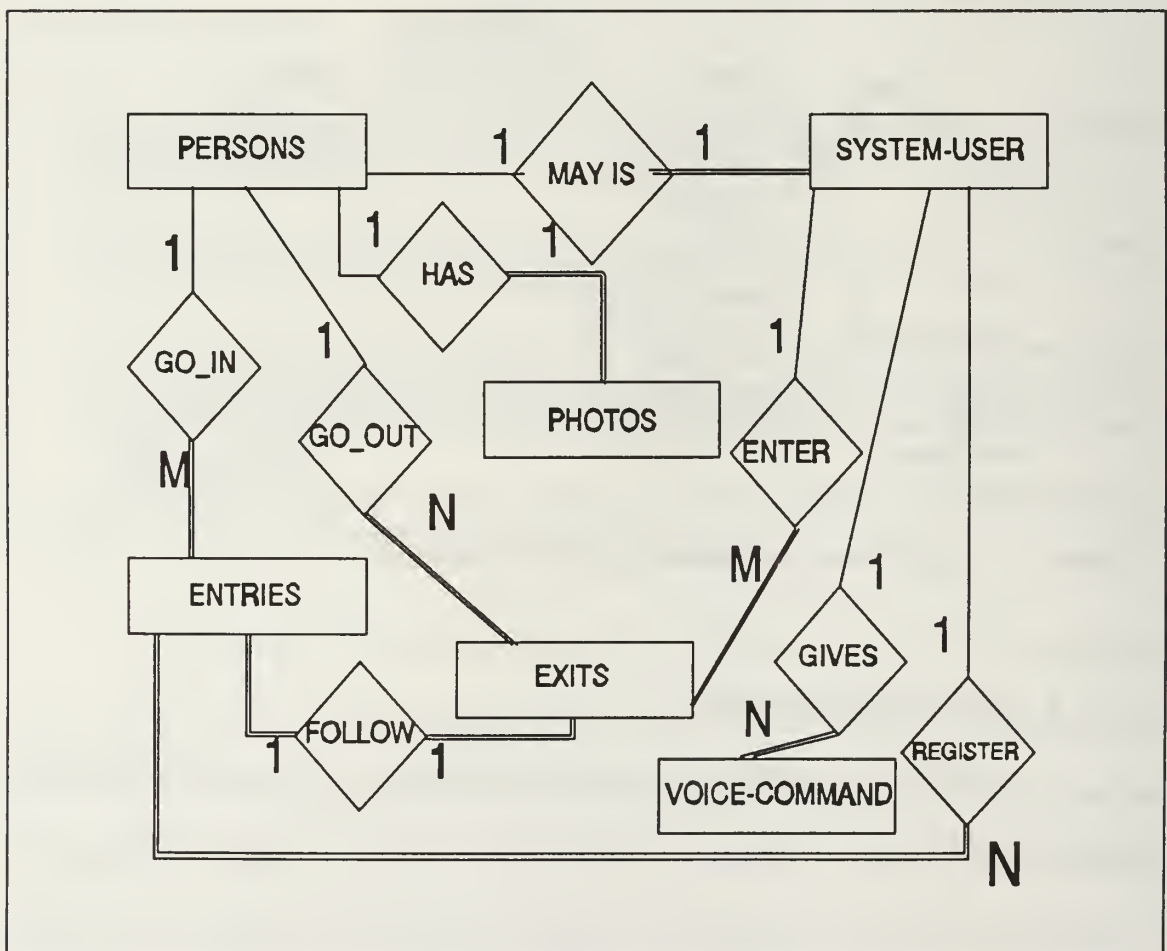 PERSONS
1
MAY IS
1
SYSTEM-USER
1
1
HAS
1
1
1
GO_IN
GO_OUT
PHOTOS
ENTER
M
N
M
1
ENTRIES
1
EXITS
GIVES
N
FOLLOW
1
1
REGISTER
VOICE-COMMAND
N